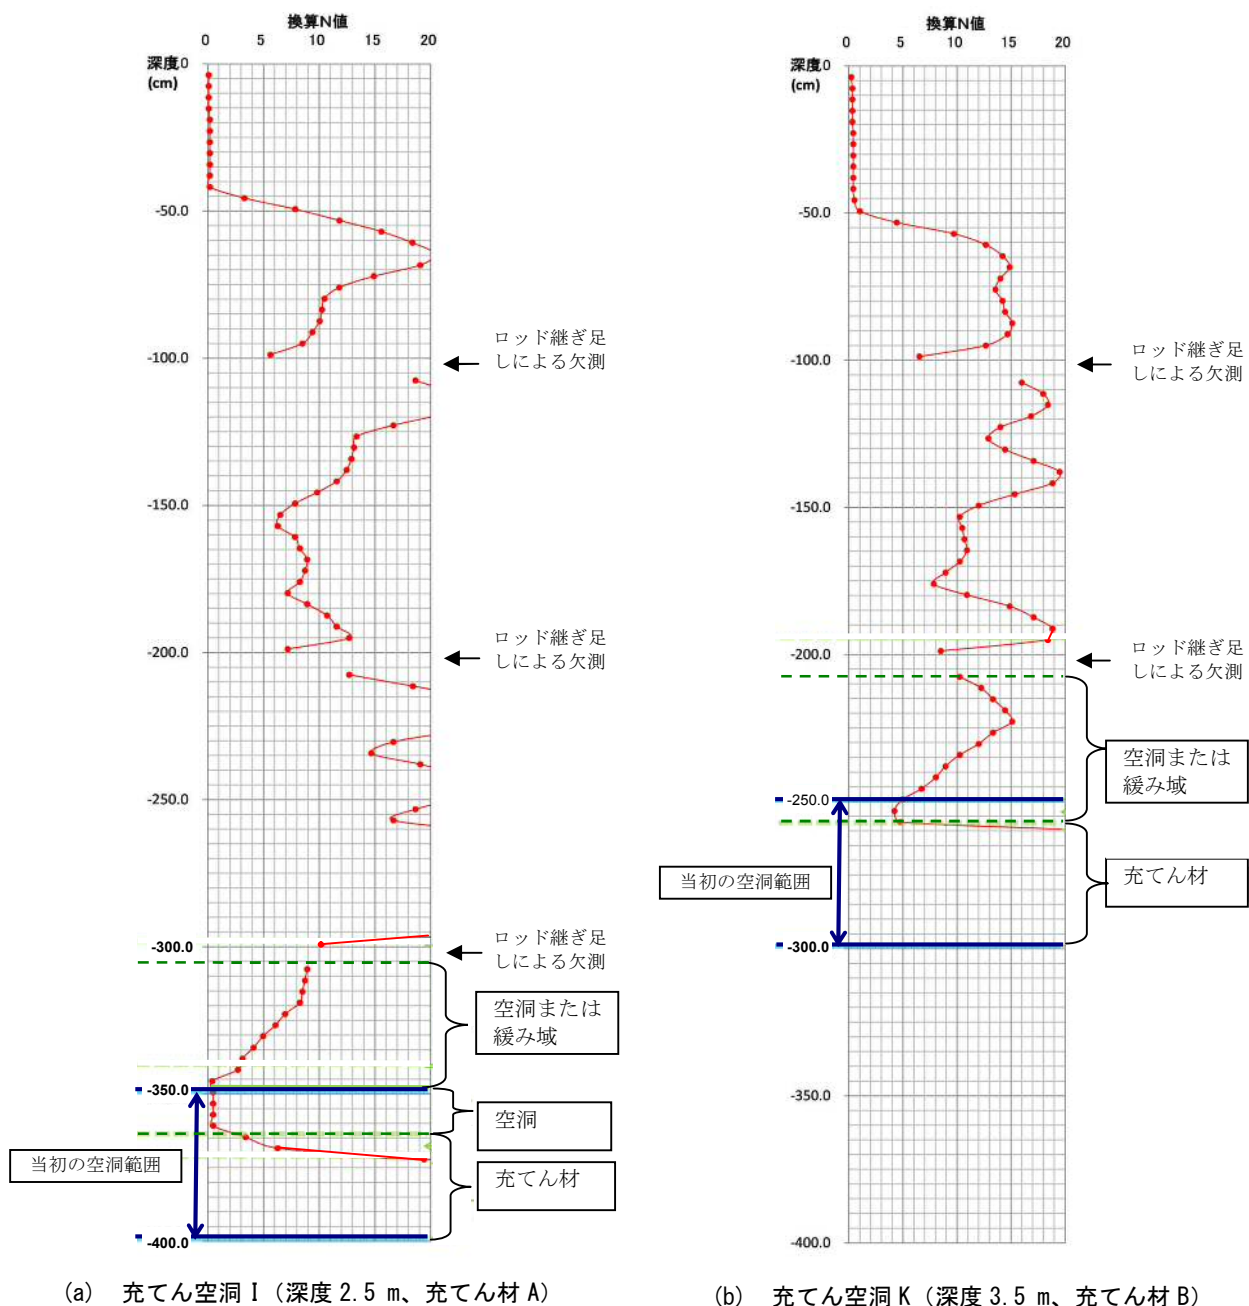 換算N値
0 5 10 15 20
深度0
(cm)
-50.0
-100.0
-150.0
-200.0
-250.0
-300.0
-350.0
-400.0
ロッド継ぎ足
しによる欠測
ロッド継ぎ足
しによる欠測
ロッド継ぎ足
しによる欠測
空洞または
緩み域
空洞
充てん材
当初の空洞範囲
(a) 充てん空洞 I（深度 2.5 m、充てん材 A）
換算N値
0 5 10 15 20
深度0
(cm)
-50.0
-100.0
-150.0
-200.0
-250.0
-300.0
-350.0
-400.0
ロッド継ぎ足
しによる欠測
ロッド継ぎ足
しによる欠測
空洞または
緩み域
充てん材
当初の空洞範囲
(b) 充てん空洞 K（深度 3.5 m、充てん材 B）